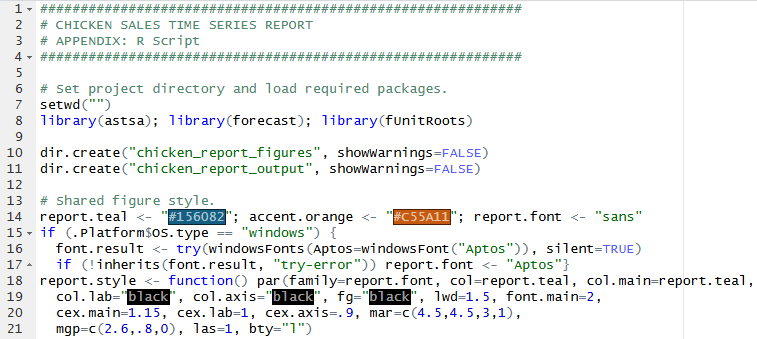 1 ############################################################
2 # CHICKEN SALES TIME SERIES REPORT
3 # APPENDIX: R Script
4 ############################################################
5
6 # Set project directory and load required packages.
7 setwd("")
8 library(astsa); library(forecast); library(fUnitRoots)
9
10 dir.create("chicken_report_figures", showWarnings=FALSE)
11 dir.create("chicken_report_output", showWarnings=FALSE)
12
13 # Shared figure style.
14 report.teal <- "#156082"; accent.orange <- "#C55A11"; report.font <- "sans"
15 if (.Platform$OS.type == "windows") {
16   font.result <- try(windowsFonts(Aptos=windowsFont("Aptos")), silent=TRUE)
17   if (!inherits(font.result, "try-error")) report.font <- "Aptos"}
18 report.style <- function() par(family=report.font, col=report.teal, col.main=report.teal,
19   col.lab="black", col.axis="black", fg="black", lwd=1.5, font.main=2,
20   cex.main=1.15, cex.lab=1, cex.axis=.9, mar=c(4.5,4.5,3,1),
21   mgp=c(2.6,.8,0), las=1, bty="l")